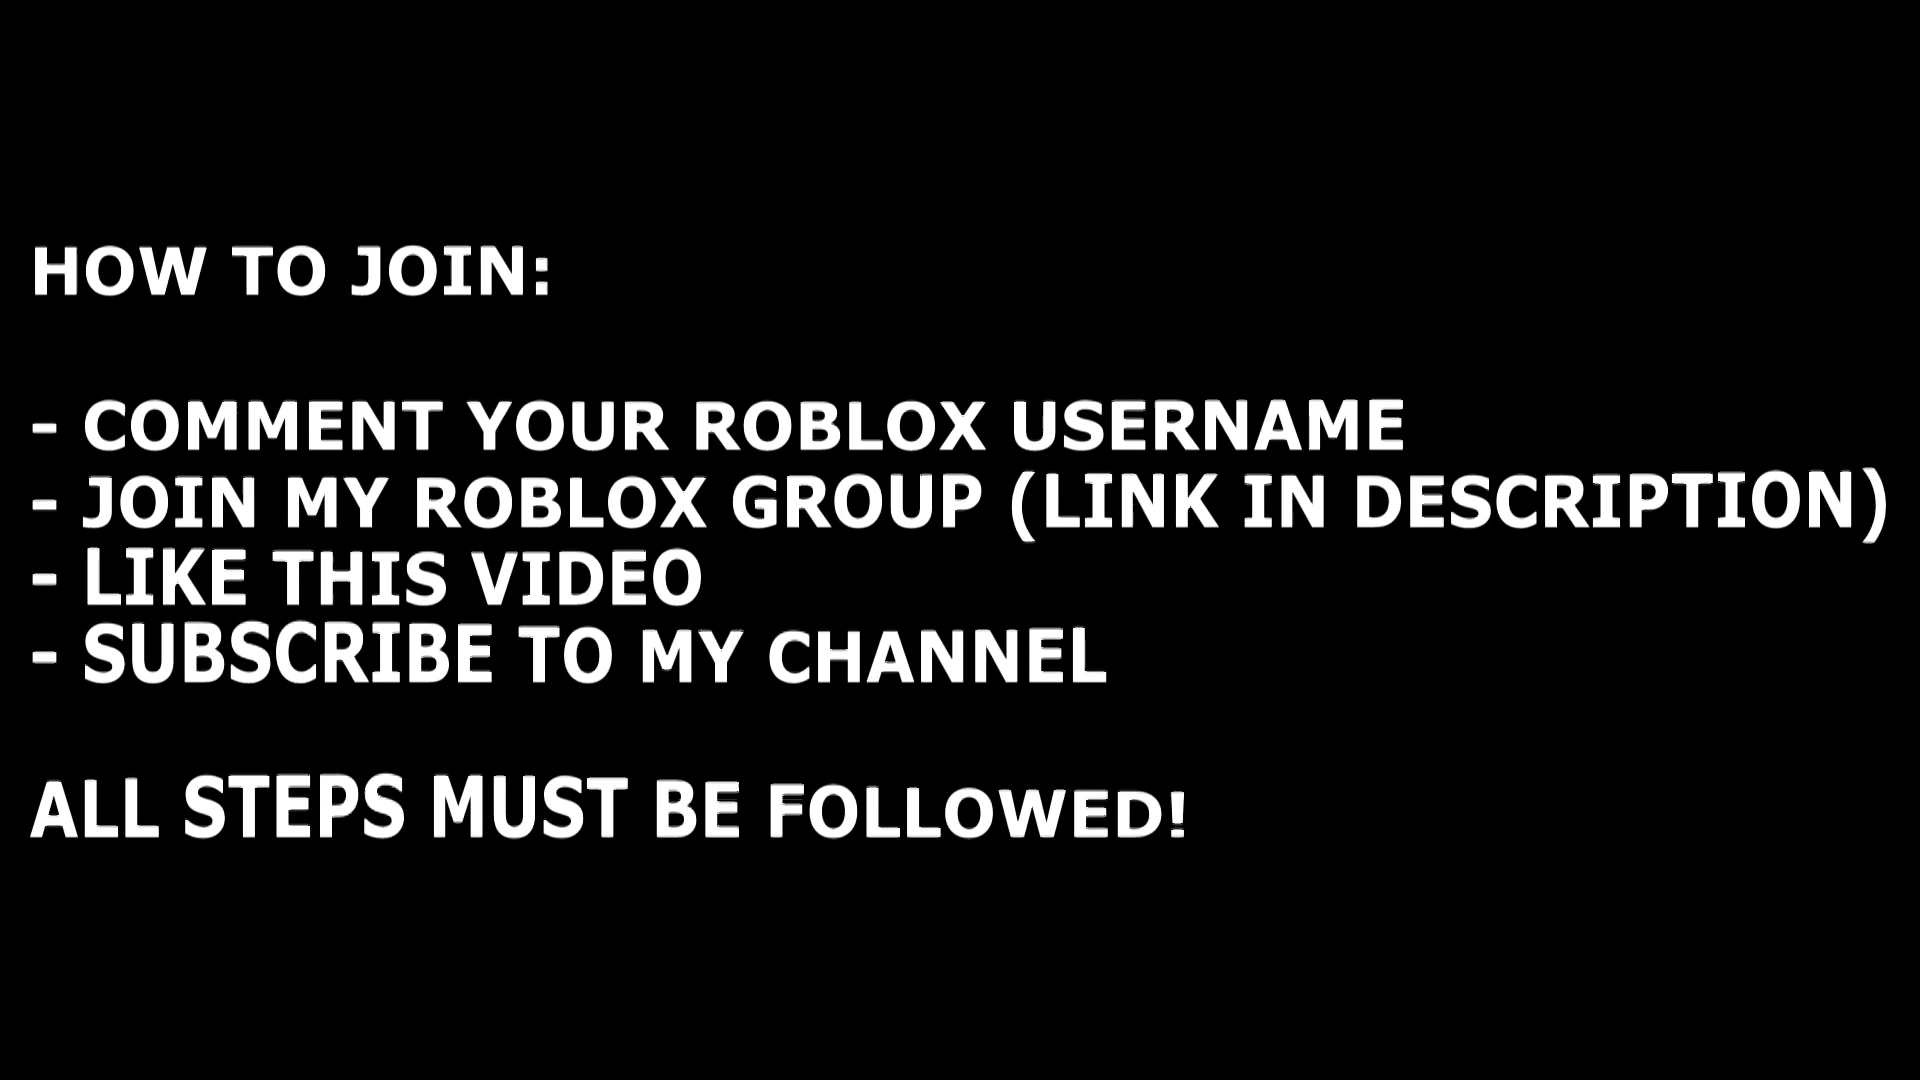 HOW TO JOIN:
- COMMENT YOUR ROBLOX USERNAME
- JOIN MY ROBLOX GROUP (LINK IN DESCRIPTION)
- LIKE THIS VIDEO
- SUBSCRIBE TO MY CHANNEL
ALL STEPS MUST BE FOLLOWED!